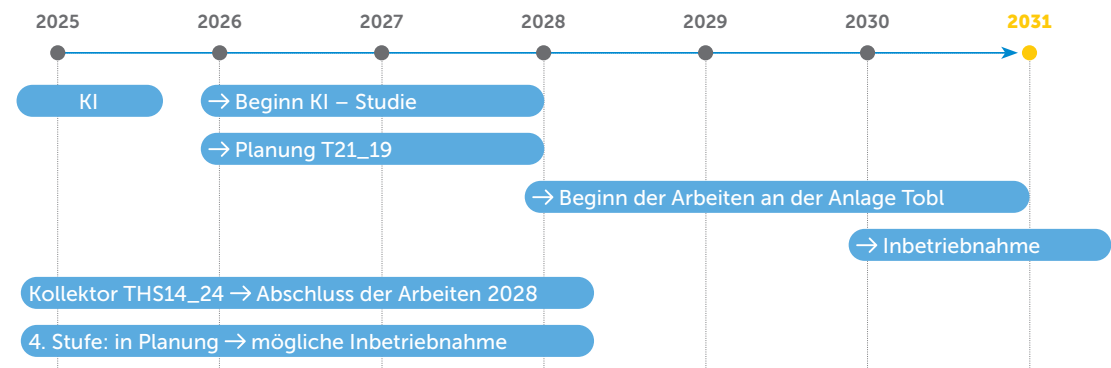 2025 2026 2027 2028 2029 2030 2031
KI → Beginn KI – Studie
→ Planung T21_19
→ Beginn der Arbeiten an der Anlage Tobl
→ Inbetriebnahme
Kollektor THS14_24 → Abschluss der Arbeiten 2028
4. Stufe: in Planung → mögliche Inbetriebnahme